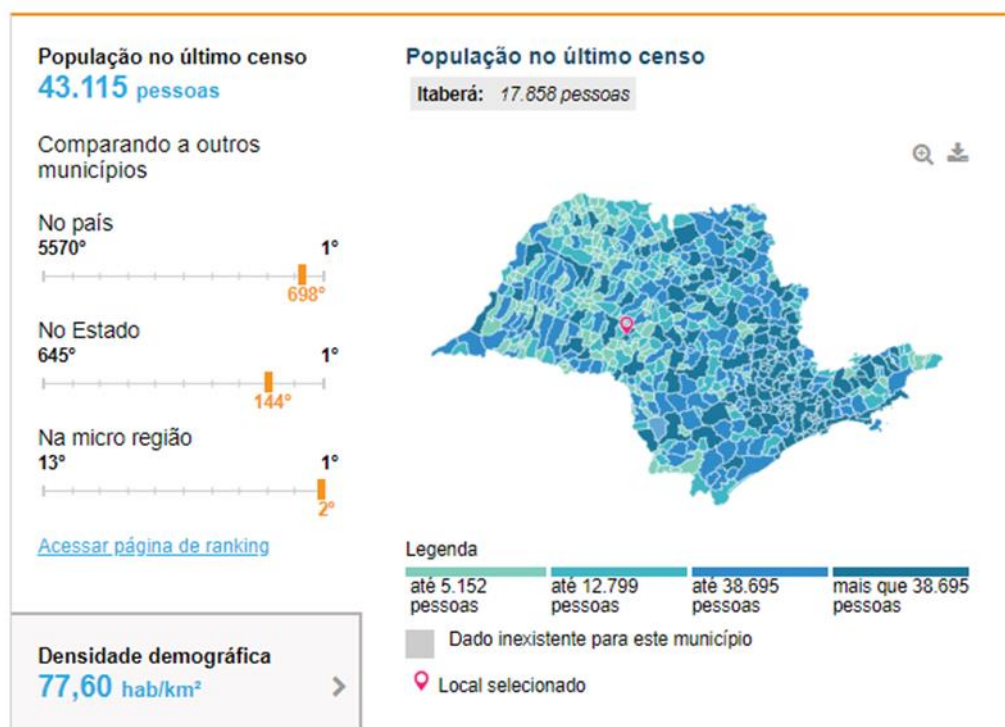 População no último censo
43.115 pessoas
Comparando a outros
municípios
No país
5570° 1°
698°
No Estado
645° 1°
144°
Na micro região
13° 1°
2°
Acessar página de ranking
Densidade demográfica
77,60 hab/km²
População no último censo
Itaberá: 17.858 pessoas
Legenda
até 5.152
pessoas
até 12.799
pessoas
até 38.695
pessoas
mais que 38.695
pessoas
Dado inexistente para este município
Local selecionado